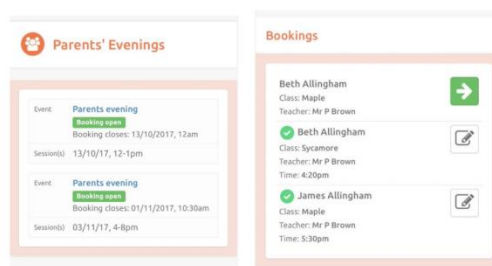 Parents' Evenings
Event Parents evening
Booking open
Booking closes: 13/10/2017, 12am
Session(s) 13/10/17, 12-1pm
Event Parents evening
Booking open
Booking closes: 01/11/2017, 10:30am
Session(s) 03/11/17, 4-8pm
Bookings
Beth Allingham
Class: Maple
Teacher: Mr P Brown
Beth Allingham
Class: Sycamore
Teacher: Mr P Brown
Time: 4:20pm
James Allingham
Class: Maple
Teacher: Mr P Brown
Time: 5:30pm